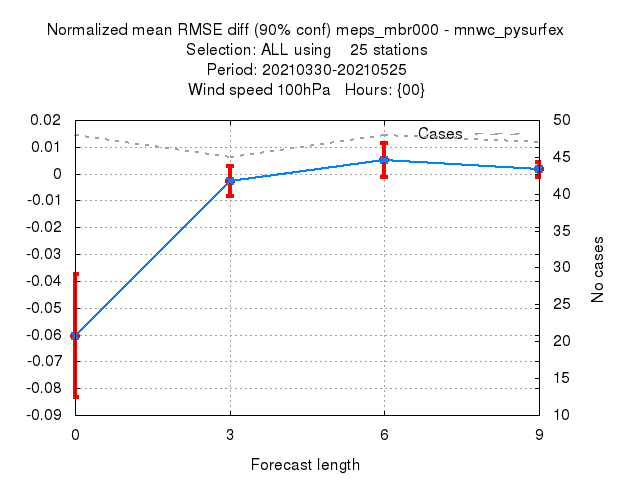 Normalized mean RMSE diff (90% conf) meps_mbr000 - mnwc_pysurfex
Selection: ALL using 25 stations
Period: 20210330-20210525
Wind speed 100hPa Hours: {00}
0.02
0.01
0
-0.01
-0.02
-0.03
-0.04
-0.05
-0.06
-0.07
-0.08
-0.09
Cases
50
45
40
35
30
25
20
15
10
No cases
0 3 6 9
Forecast length